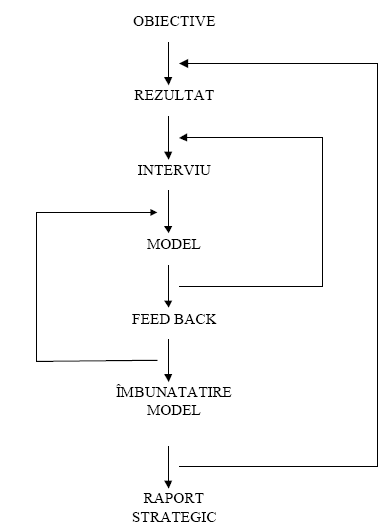 OBIECTIVE
REZULTAT
INTERVIU
MODEL
FEED BACK
ÎMBUNATATIRE
MODEL
RAPORT
STRATEGIC